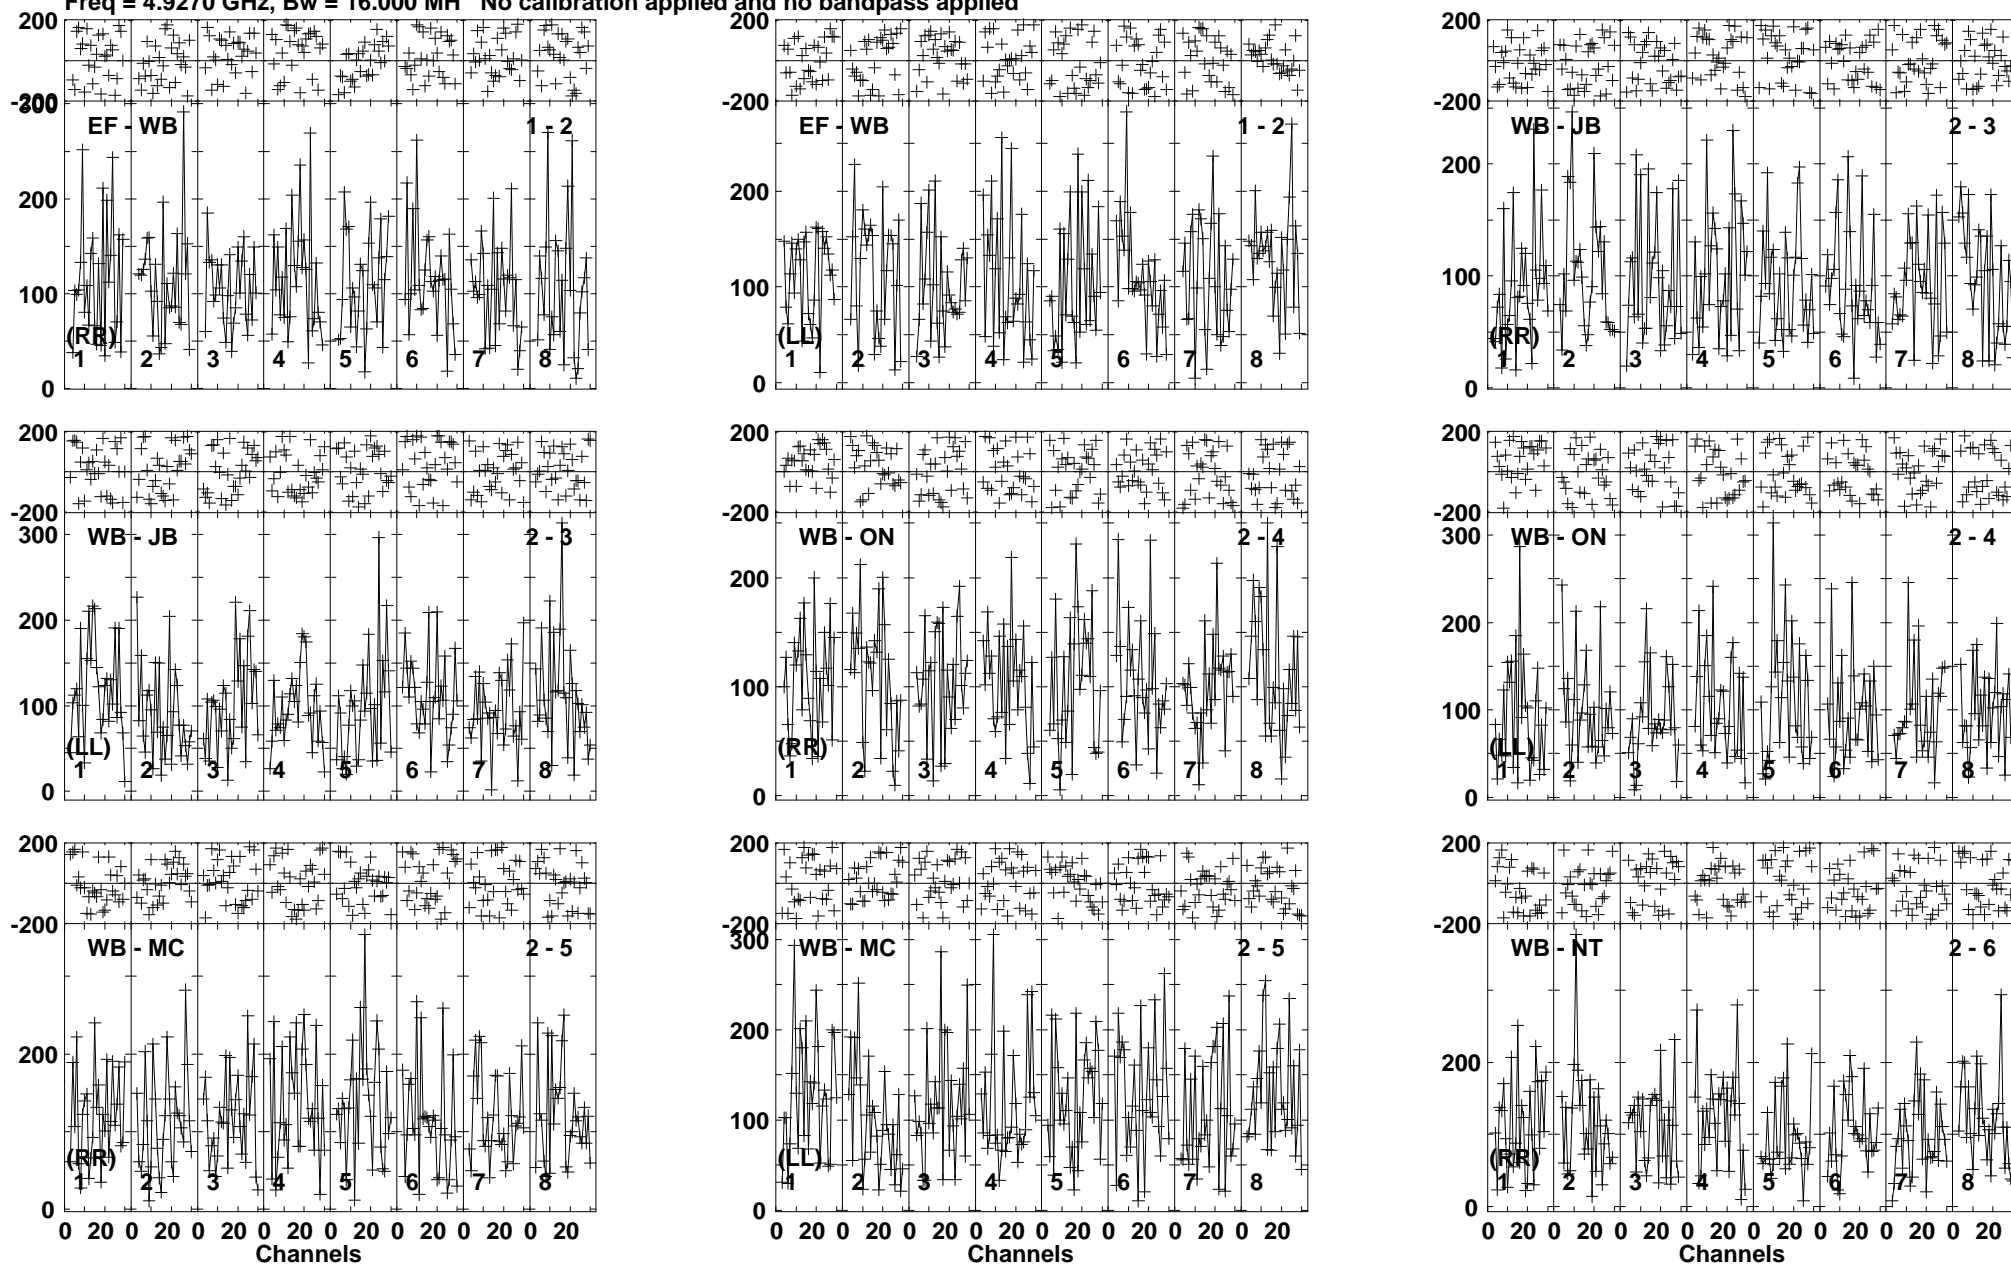 Freq = 4.9270 GHz, Bw = 16.000 MH No calibration applied and no bandpass applied
200 200 200
-200 -200 -200
300
EF - WB 1 - 2 EF - WB 1 - 2 WB - JB 2 - 3
200 200 200
100 100 100
(RR) (LL) (RR)
1 2 3 4 5 6 7 8 1 2 3 4 5 6 7 8 1 2 3 4 5 6 7 8
0 0 0
200 200 200
-200 -200 -200
300 300
WB - JB 2 - 3 WB - ON 2 - 4 WB - ON 2 - 4
200 200 200
100 100 100
(LL) (RR) (LL)
1 2 3 4 5 6 7 8 1 2 3 4 5 6 7 8 1 2 3 4 5 6 7 8
0 0 0
200 200 200
-200 -200 -200
300
WB - MC 2 - 5 WB - MC 2 - 5 WB - NT 2 - 6
200 200 200
100
(RR) (LL) (RR)
1 2 3 4 5 6 7 8 1 2 3 4 5 6 7 8 1 2 3 4 5 6 7 8
0 0 0
0 20 0 20 0 20 0 20 0 20 0 20 0 20 0 20 0 20 0 20 0 20 0 20 0 20 0 20 0 20 0 20 0 20 0 20 0 20 0 20 0 20 0 20 0 20 0 20
Channels Channels Channels